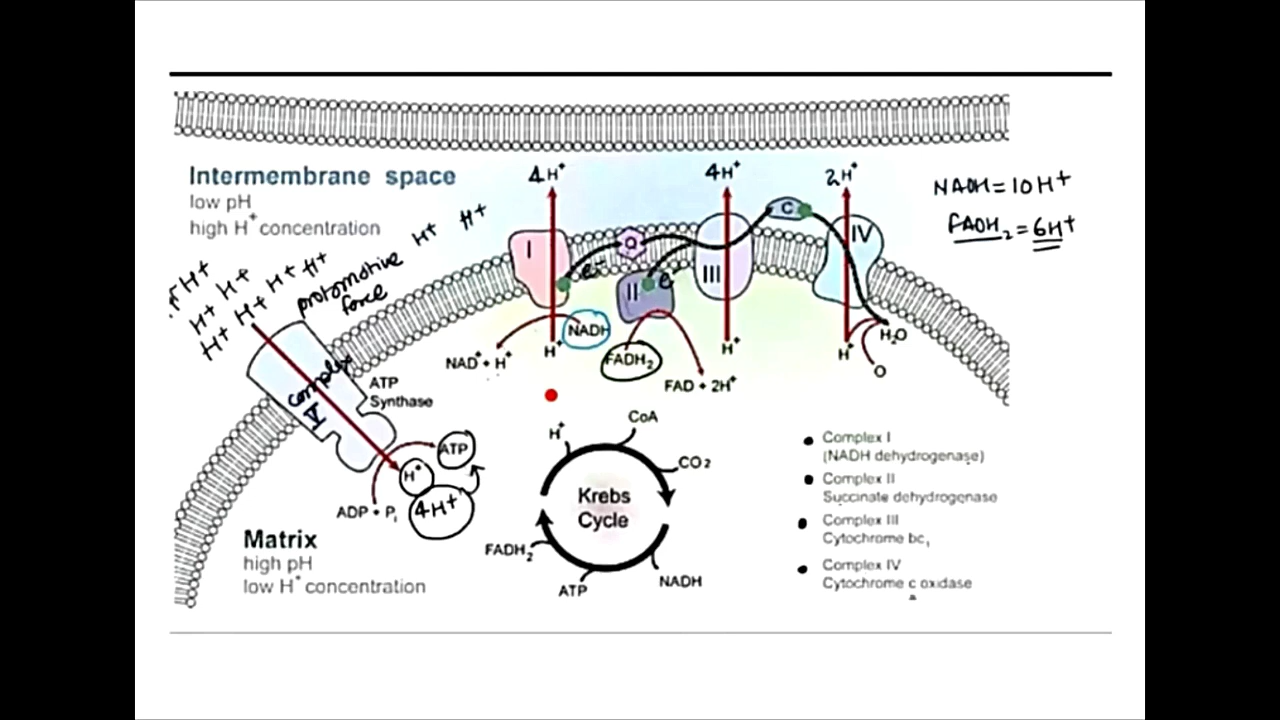 Intermembrane space
low pH
high H⁺ concentration
4H⁺
4H⁺
2H⁺
NADH = 10H⁺
FADH₂ = 6H⁺
H⁺ H⁺
H⁺
H⁺ H⁺
H⁺ H⁺ H⁺ H⁺
protomotive
force
I
Q
e⁻
II
e⁻
III
C
IV
NADH
NAD⁺ + H⁺
H⁺
FADH₂
FAD + 2H⁺
H⁺
H⁺
H₂O
O
complex
V
ATP
Synthase
ATP
H⁺
4H⁺
ADP + Pᵢ
H⁺
CoA
CO₂
Krebs
Cycle
FADH₂
ATP
NADH
Matrix
high pH
low H⁺ concentration
• Complex I
(NADH dehydrogenase)
• Complex II
Succinate dehydrogenase
• Complex III
Cytochrome bc₁
• Complex IV
Cytochrome c oxidase